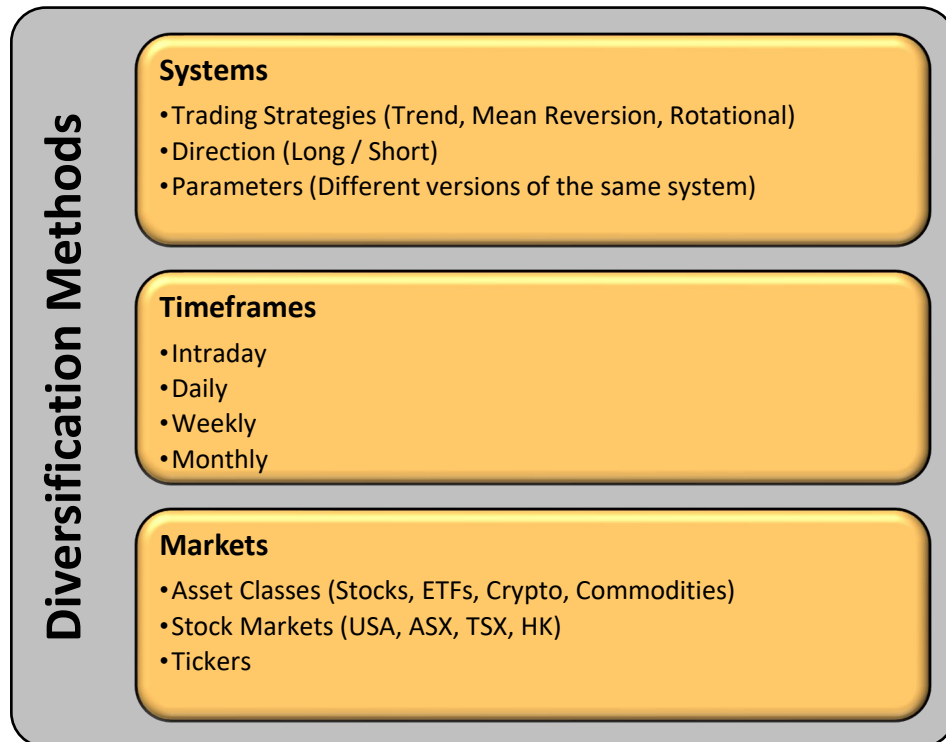 Diversification Methods
Systems
•Trading Strategies (Trend, Mean Reversion, Rotational)
•Direction (Long / Short)
•Parameters (Different versions of the same system)
Timeframes
•Intraday
•Daily
•Weekly
•Monthly
Markets
•Asset Classes (Stocks, ETFs, Crypto, Commodities)
•Stock Markets (USA, ASX, TSX, HK)
•Tickers